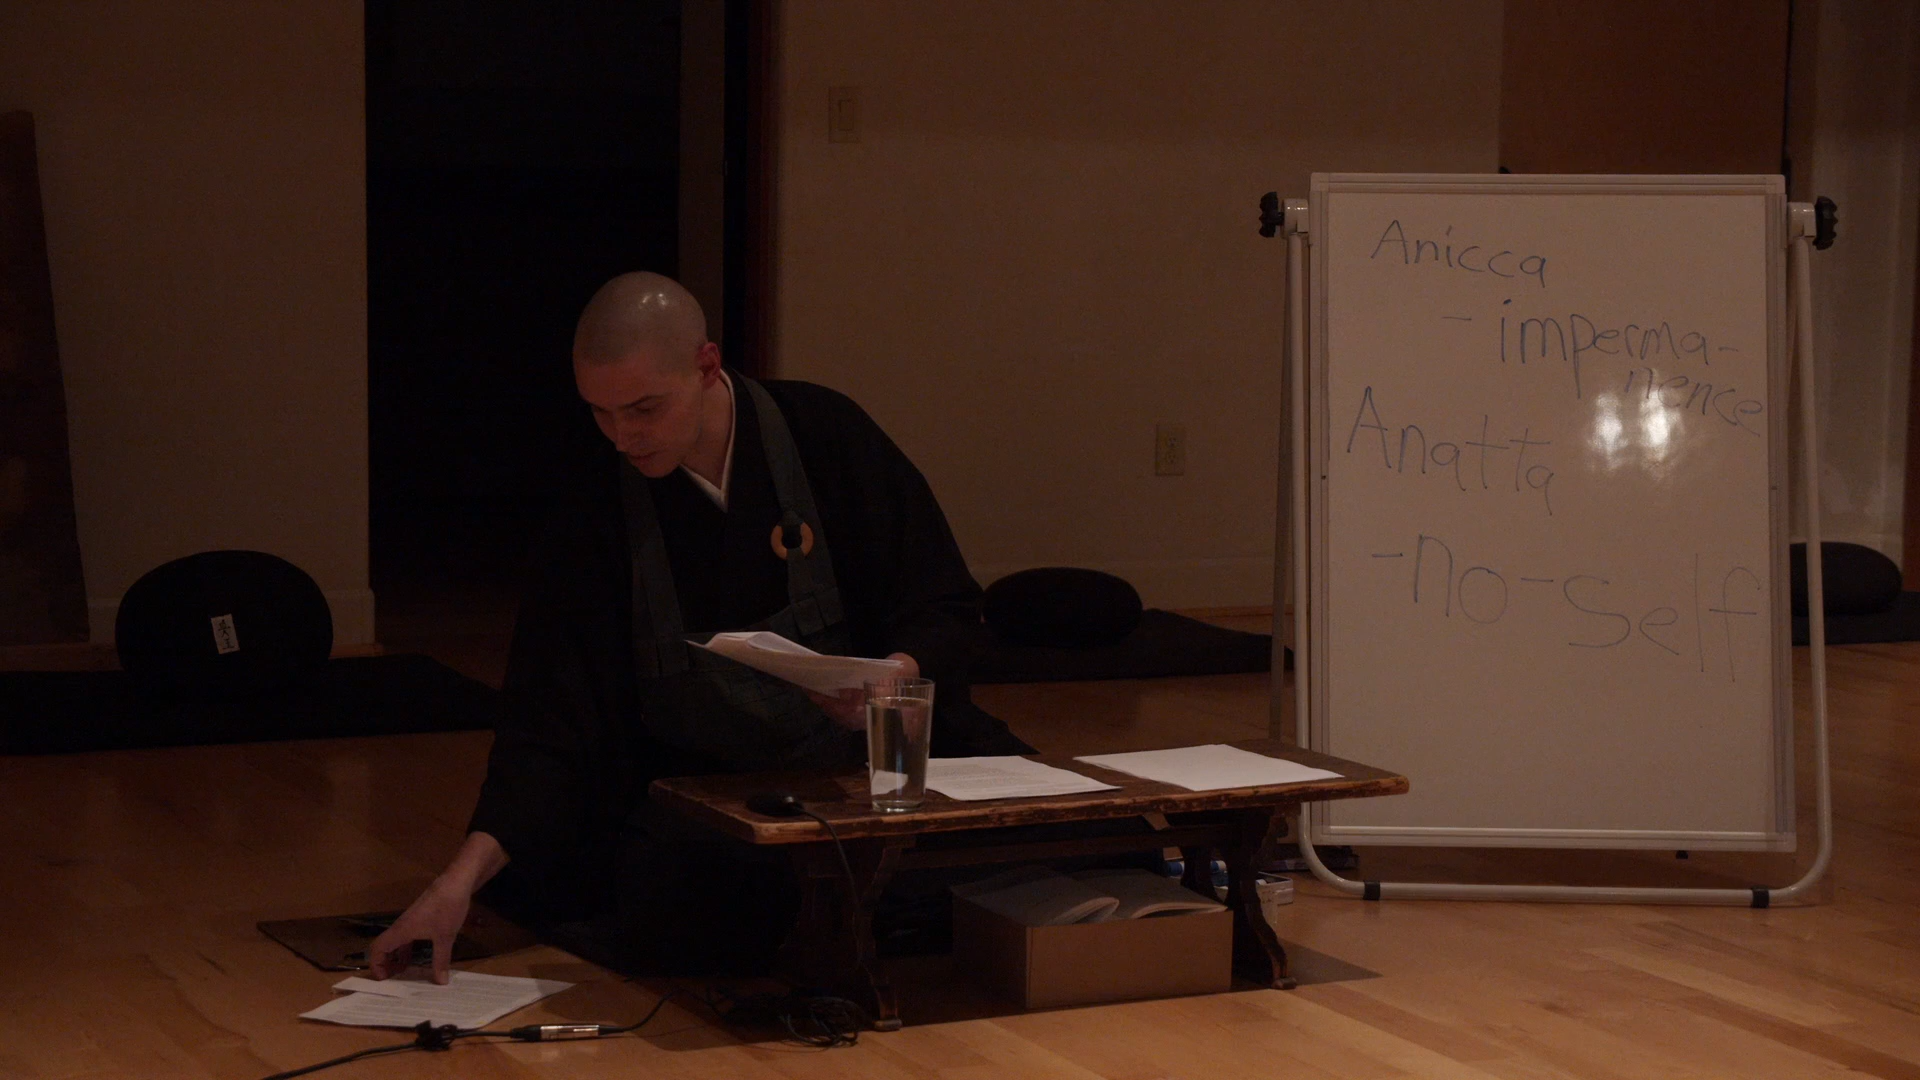 Anicca
- imperma-
nence
Anatta
-no-self